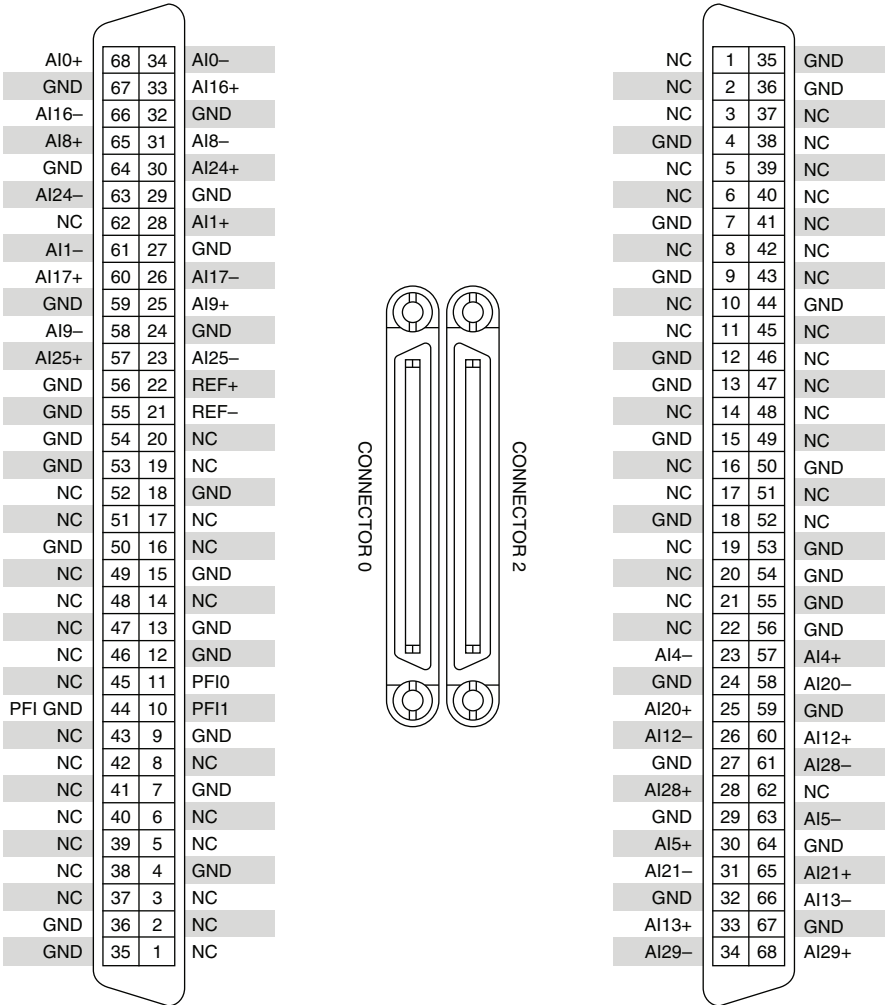 AI0+ 68 34 AI0–
GND 67 33 AI16+
AI16– 66 32 GND
AI8+ 65 31 AI8–
GND 64 30 AI24+
AI24– 63 29 GND
NC 62 28 AI1+
AI1– 61 27 GND
AI17+ 60 26 AI17–
GND 59 25 AI9+
AI9– 58 24 GND
AI25+ 57 23 AI25–
GND 56 22 REF+
GND 55 21 REF–
GND 54 20 NC
GND 53 19 NC
NC 52 18 GND
NC 51 17 NC
GND 50 16 NC
NC 49 15 GND
NC 48 14 NC
NC 47 13 GND
NC 46 12 GND
NC 45 11 PFI0
PFI GND 44 10 PFI1
NC 43 9 GND
NC 42 8 NC
NC 41 7 GND
NC 40 6 NC
NC 39 5 NC
NC 38 4 GND
NC 37 3 NC
GND 36 2 NC
GND 35 1 NC
CONNECTOR 0
CONNECTOR 2
NC 1 35 GND
NC 2 36 GND
NC 3 37 NC
GND 4 38 NC
NC 5 39 NC
NC 6 40 NC
GND 7 41 NC
NC 8 42 NC
GND 9 43 NC
NC 10 44 GND
NC 11 45 NC
GND 12 46 NC
GND 13 47 NC
NC 14 48 NC
GND 15 49 NC
NC 16 50 GND
NC 17 51 NC
GND 18 52 NC
NC 19 53 GND
NC 20 54 GND
NC 21 55 GND
NC 22 56 GND
AI4– 23 57 AI4+
GND 24 58 AI20–
AI20+ 25 59 GND
AI12– 26 60 AI12+
GND 27 61 AI28–
AI28+ 28 62 NC
GND 29 63 AI5–
AI5+ 30 64 GND
AI21– 31 65 AI21+
GND 32 66 AI13–
AI13+ 33 67 GND
AI29– 34 68 AI29+